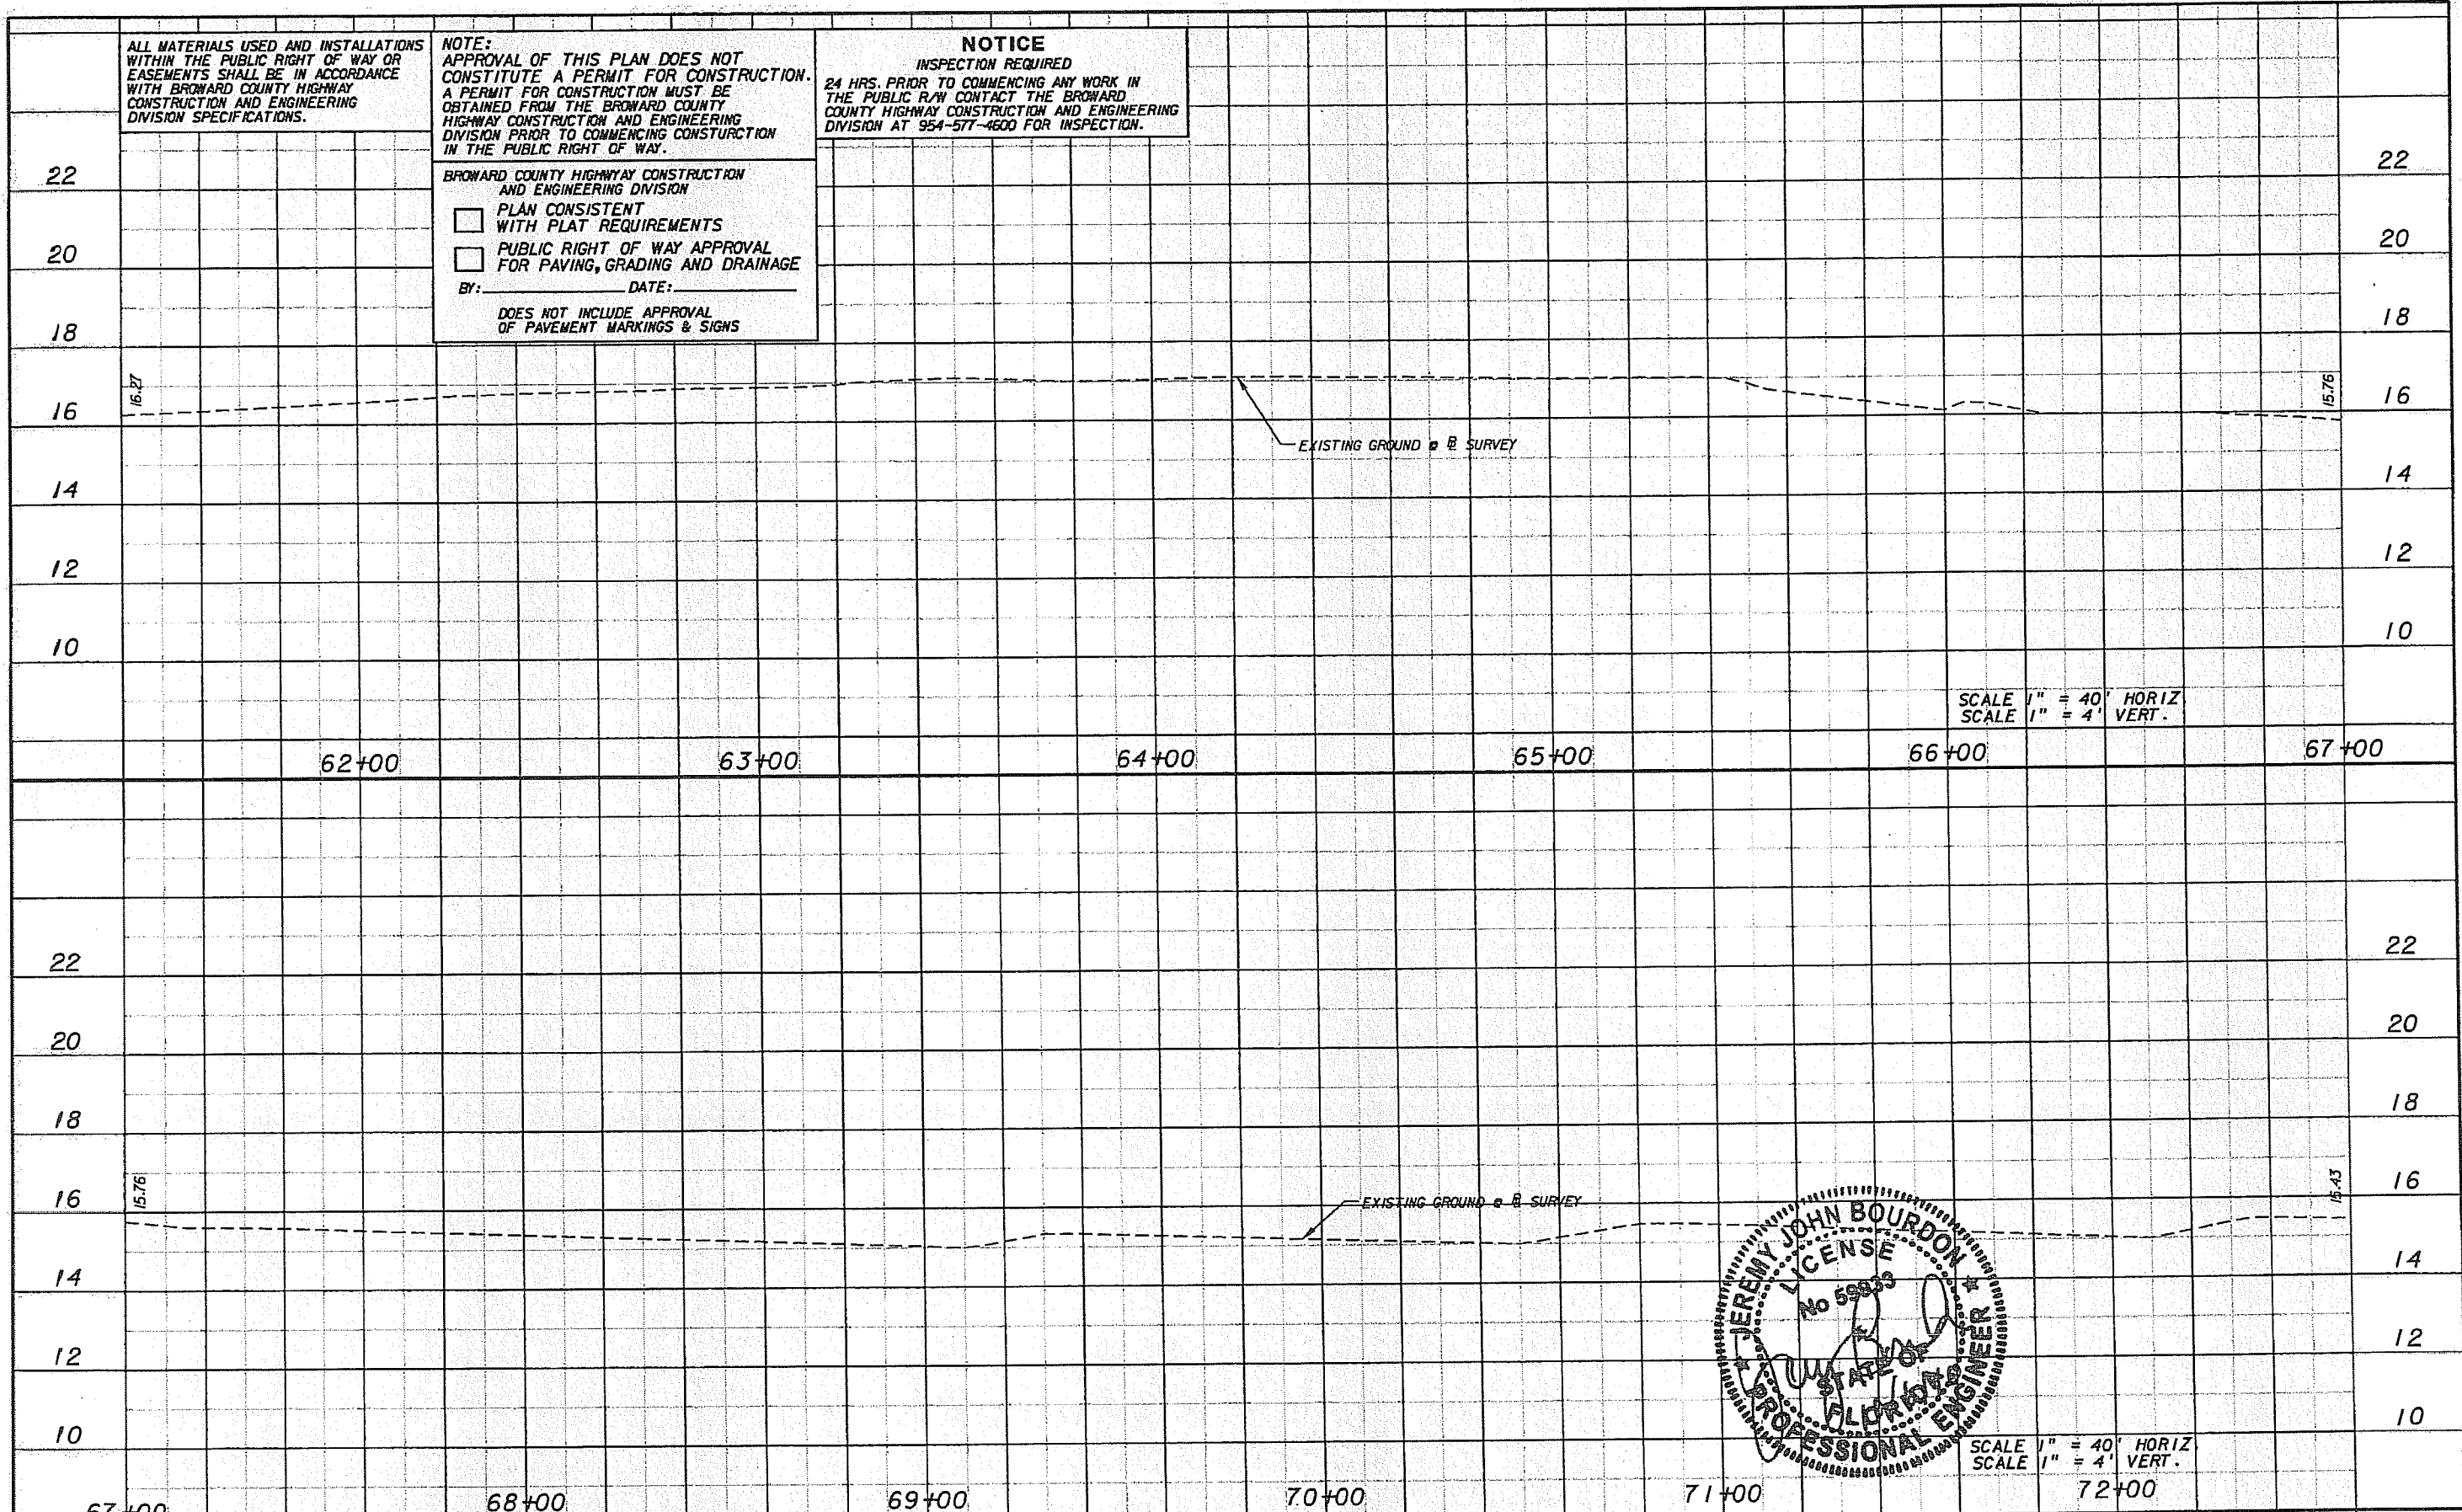 ALL MATERIALS USED AND INSTALLATIONS
WITHIN THE PUBLIC RIGHT OF WAY OR
EASEMENTS SHALL BE IN ACCORDANCE
WITH BROWARD COUNTY HIGHWAY
CONSTRUCTION AND ENGINEERING
DIVISION SPECIFICATIONS.
NOTE:
APPROVAL OF THIS PLAN DOES NOT
CONSTITUTE A PERMIT FOR CONSTRUCTION.
A PERMIT FOR CONSTRUCTION MUST BE
OBTAINED FROM THE BROWARD COUNTY
HIGHWAY CONSTRUCTION AND ENGINEERING
DIVISION PRIOR TO COMMENCING CONSTURCTION
IN THE PUBLIC RIGHT OF WAY.
BROWARD COUNTY HIGHWYAY CONSTRUCTION
AND ENGINEERING DIVISION
PLAN CONSISTENT
WITH PLAT REQUIREMENTS
PUBLIC RIGHT OF WAY APPROVAL
FOR PAVING, GRADING AND DRAINAGE
BY: DATE:
DOES NOT INCLUDE APPROVAL
OF PAVEMENT MARKINGS & SIGNS
NOTICE
INSPECTION REQUIRED
24 HRS. PRIOR TO COMMENCING ANY WORK IN
THE PUBLIC R/W CONTACT THE BROWARD
COUNTY HIGHWAY CONSTRUCTION AND ENGINEERING
DIVISION AT 954-577-4600 FOR INSPECTION.
22 22
20 20
18 18
16.27 15.76
16 16
EXISTING GROUND SURVEY
14 14
12 12
10 10
SCALE 1" = 40' HORIZ
SCALE 1" = 4' VERT.
62+00 63+00 64+00 65+00 66+00 67+00
22 22
20 20
18 18
15.76 15.43
16 16
EXISTING GROUND SURVEY
14 14
12 12
10 10
JEREMY JOHN BOURDON
LICENSE
No
STATE OF
FLORIDA
PROFESSIONAL ENGINEER
SCALE 1" = 40' HORIZ
SCALE 1" = 4' VERT.
67+00 68+00 69+00 70+00 71+00 72+00